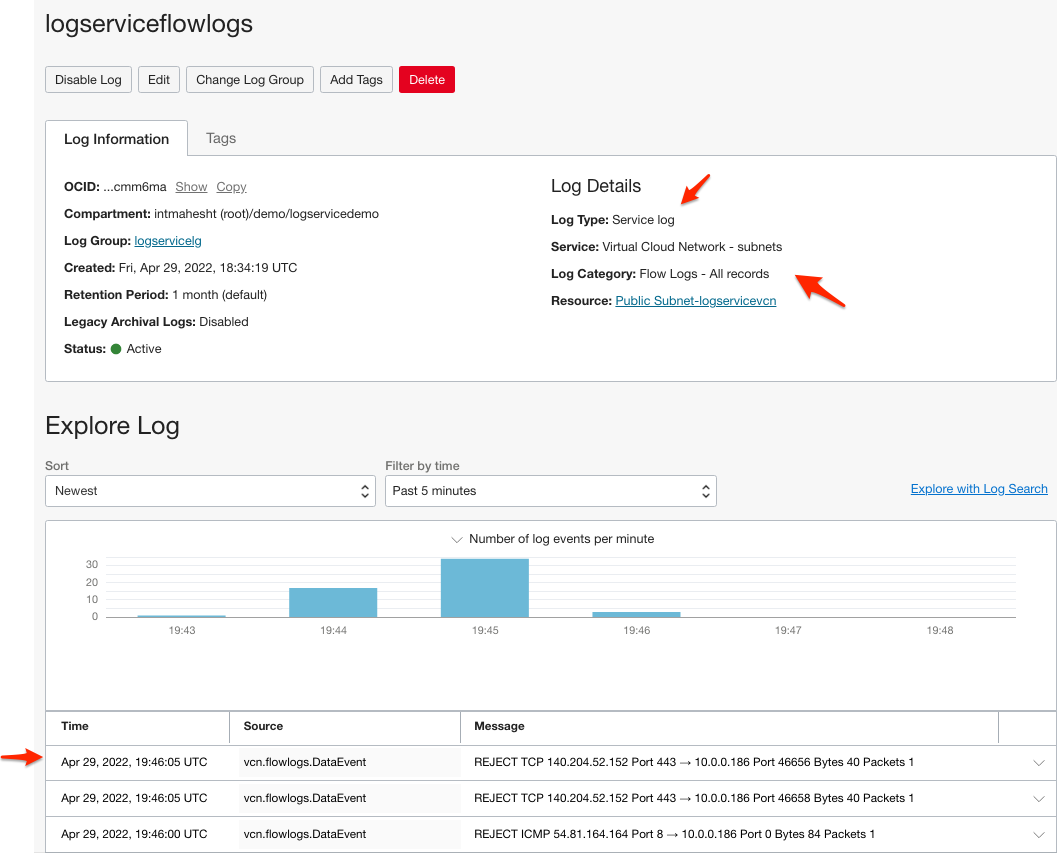 logserviceflowlogs
Disable Log Edit Change Log Group Add Tags Delete
Log Information Tags
OCID: ...cmm6ma Show Copy
Compartment: intmahesht (root)/demo/logservicedemo
Log Group: logservicelg
Created: Fri, Apr 29, 2022, 18:34:19 UTC
Retention Period: 1 month (default)
Legacy Archival Logs: Disabled
Status: Active
Log Details
Log Type: Service log
Service: Virtual Cloud Network - subnets
Log Category: Flow Logs - All records
Resource: Public Subnet-logservicevcn
Explore Log
Sort
Newest
Filter by time
Past 5 minutes
Explore with Log Search
Number of log events per minute
30
20
10
0
19:43 19:44 19:45 19:46 19:47 19:48
Time Source Message
Apr 29, 2022, 19:46:05 UTC vcn.flowlogs.DataEvent REJECT TCP 140.204.52.152 Port 443 → 10.0.0.186 Port 46656 Bytes 40 Packets 1
Apr 29, 2022, 19:46:05 UTC vcn.flowlogs.DataEvent REJECT TCP 140.204.52.152 Port 443 → 10.0.0.186 Port 46658 Bytes 40 Packets 1
Apr 29, 2022, 19:46:00 UTC vcn.flowlogs.DataEvent REJECT ICMP 54.81.164.164 Port 8 → 10.0.0.186 Port 0 Bytes 84 Packets 1